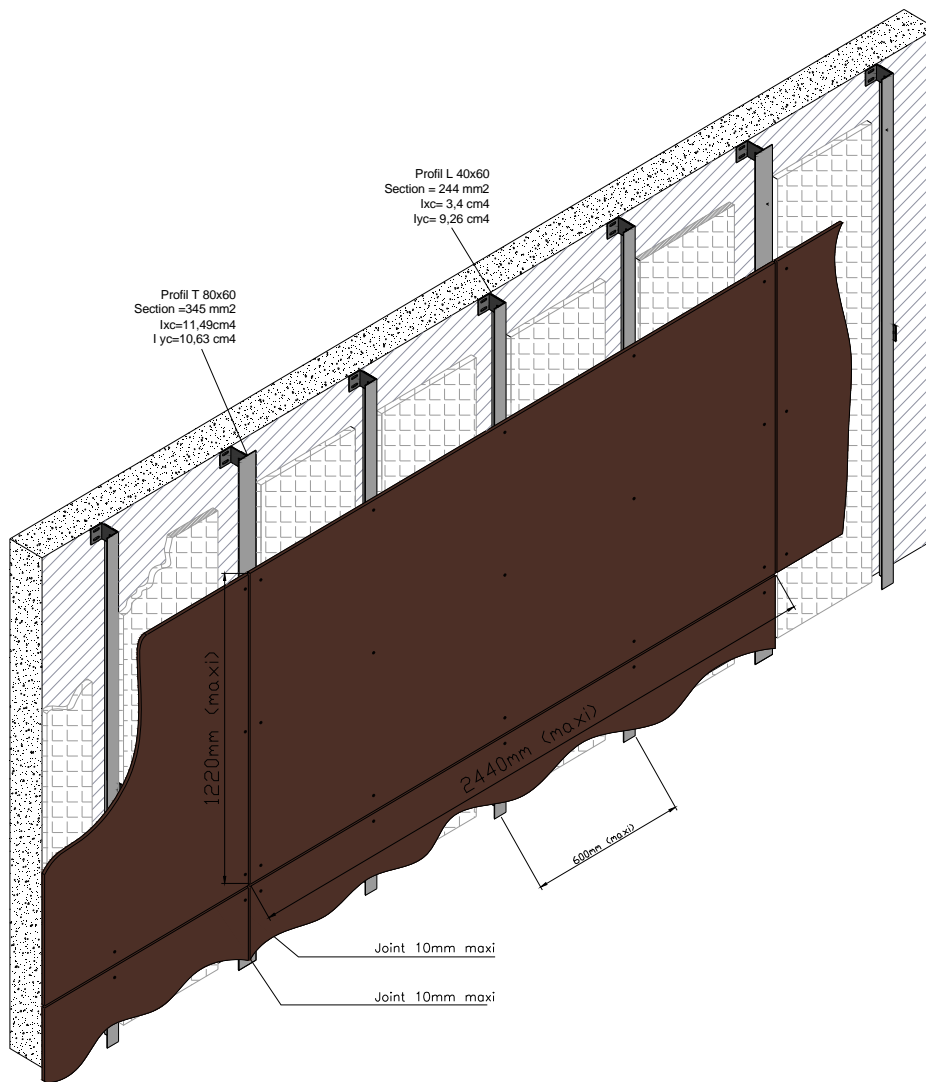 Profil L 40x60
Section = 244 mm2
Ixc= 3,4 cm4
Iyc= 9,26 cm4
Profil T 80x60
Section =345 mm2
Ixc=11,49cm4
I yc=10,63 cm4
1220mm (maxi)
2440mm (maxi)
600mm (maxi)
Joint 10mm maxi
Joint 10mm maxi